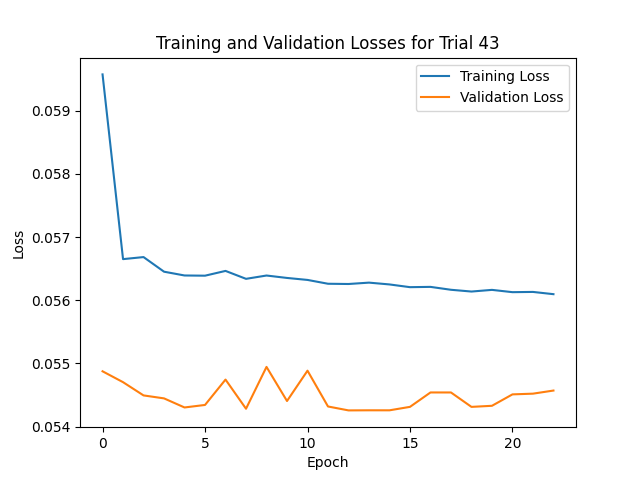 Training and Validation Losses for Trial 43
Training Loss
Validation Loss
0.059
0.058
0.057
0.056
0.055
0.054
Loss
0
5
10
15
20
Epoch